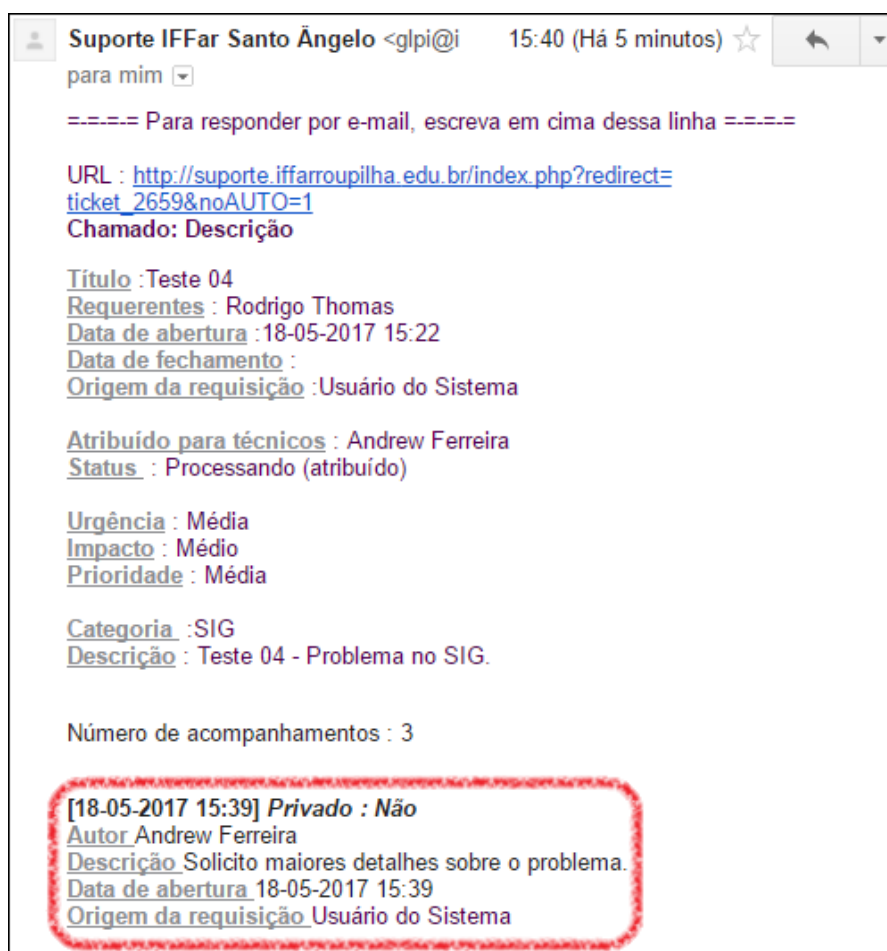 Suporte IFFar Santo Ângelo <glpi@i 15:40 (Há 5 minutos)
para mim
=-=-=-= Para responder por e-mail, escreva em cima dessa linha =-=-=-=
URL : http://suporte.iffarroupilha.edu.br/index.php?redirect=
ticket_2659&noAUTO=1
Chamado: Descrição
Título :Teste 04
Requerentes : Rodrigo Thomas
Data de abertura :18-05-2017 15:22
Data de fechamento :
Origem da requisição :Usuário do Sistema
Atribuído para técnicos : Andrew Ferreira
Status : Processando (atribuído)
Urgência : Média
Impacto : Médio
Prioridade : Média
Categoria :SIG
Descrição : Teste 04 - Problema no SIG.
Número de acompanhamentos : 3
[18-05-2017 15:39] Privado : Não
Autor Andrew Ferreira
Descrição Solicito maiores detalhes sobre o problema.
Data de abertura 18-05-2017 15:39
Origem da requisição Usuário do Sistema